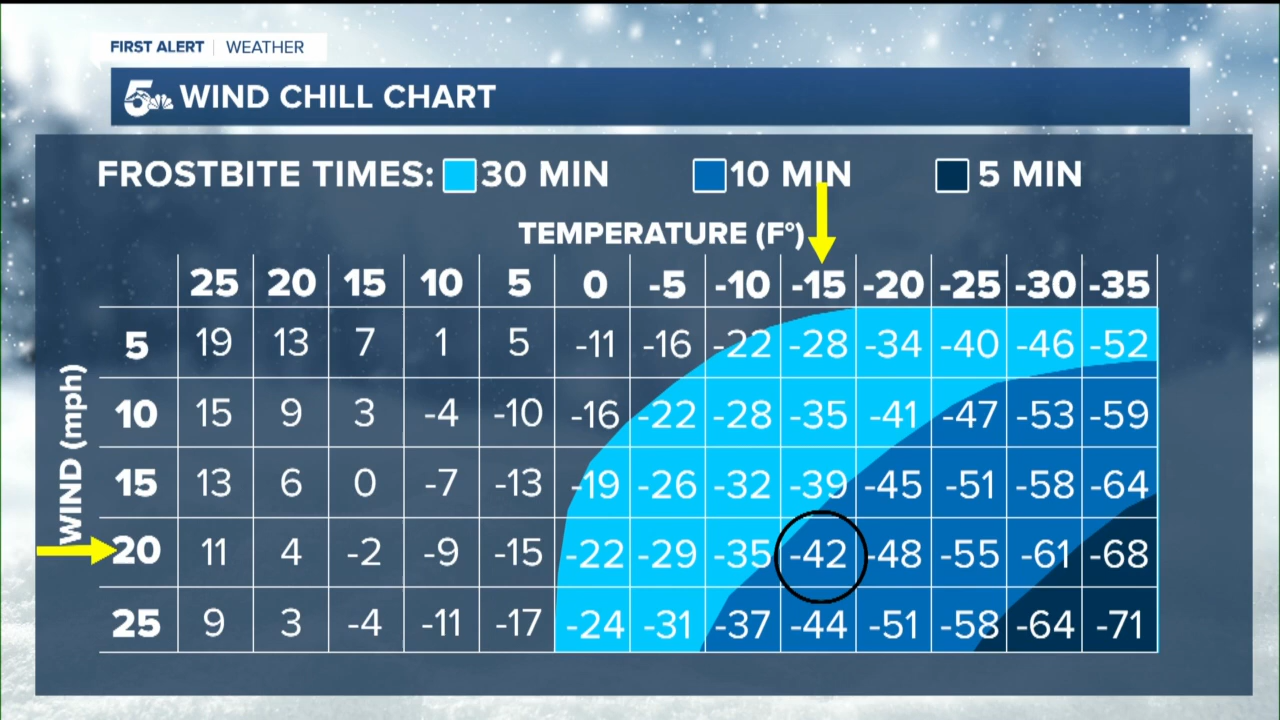 FIRST ALERT | WEATHER
5 WIND CHILL CHART
FROSTBITE TIMES: 30 MIN 10 MIN 5 MIN
TEMPERATURE (F°)
25 20 15 10 5 0 -5 -10 -15 -20 -25 -30 -35
WIND (mph)
5 19 13 7 1 5 -11 -16 -22 -28 -34 -40 -46 -52
10 15 9 3 -4 -10 -16 -22 -28 -35 -41 -47 -53 -59
15 13 6 0 -7 -13 -19 -26 -32 -39 -45 -51 -58 -64
20 11 4 -2 -9 -15 -22 -29 -35 -42 -48 -55 -61 -68
25 9 3 -4 -11 -17 -24 -31 -37 -44 -51 -58 -64 -71